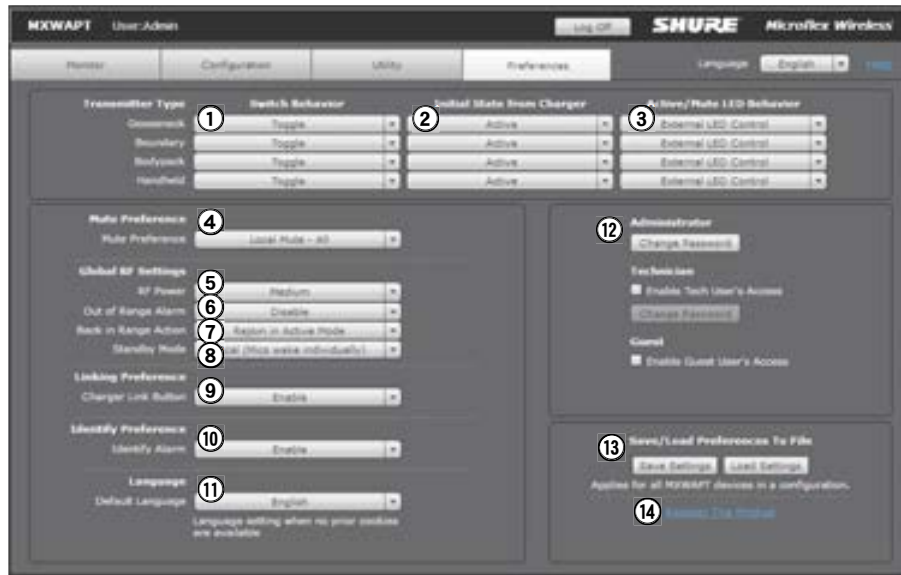 MXWAPT User:Admin Log Off SHURE Microflex Wireless
Monitor Configuration Utility Preferences Language English Help
Transmitter Type Switch Behavior Initial State from Charger Active/Mute LED Behavior
Gooseneck 1 Toggle 2 Active 3 External LED Control
Boundary Toggle Active External LED Control
Bodypack Toggle Active External LED Control
Handheld Toggle Active External LED Control
Mute Preference 4
Mute Preference Local Mute - All
Global RF Settings 5
RF Power Medium
Out of Range Alarm 6 Disable
Back in Range Action 7 Rejoin in Active Mode
Standby Mode 8 Local (Mics wake individually)
Linking Preference 9
Charger Link Button Enable
Identify Preference 10
Identify Alarm Enable
Language 11
Default Language English
Language setting when no prior cookies
are available
12 Administrator
Change Password
Technician
Enable Tech User's Access
Change Password
Guest
Enable Guest User's Access
13 Save/Load Preferences To File
Save Settings Load Settings
Applies for all MXWAPT devices in a configuration.
14